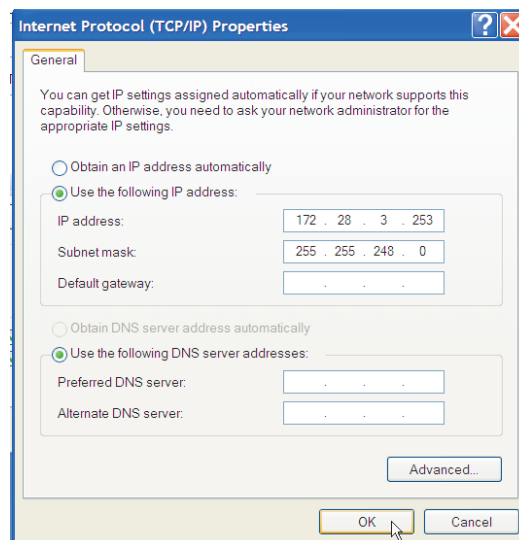 Internet Protocol (TCP/IP) Properties
General
You can get IP settings assigned automatically if your network supports this
capability. Otherwise, you need to ask your network administrator for the
appropriate IP settings.
Obtain an IP address automatically
Use the following IP address:
IP address: 172 . 28 . 3 . 253
Subnet mask: 255 . 255 . 248 . 0
Default gateway: . . .
Obtain DNS server address automatically
Use the following DNS server addresses:
Preferred DNS server: . . .
Alternate DNS server: . . .
Advanced...
OK Cancel